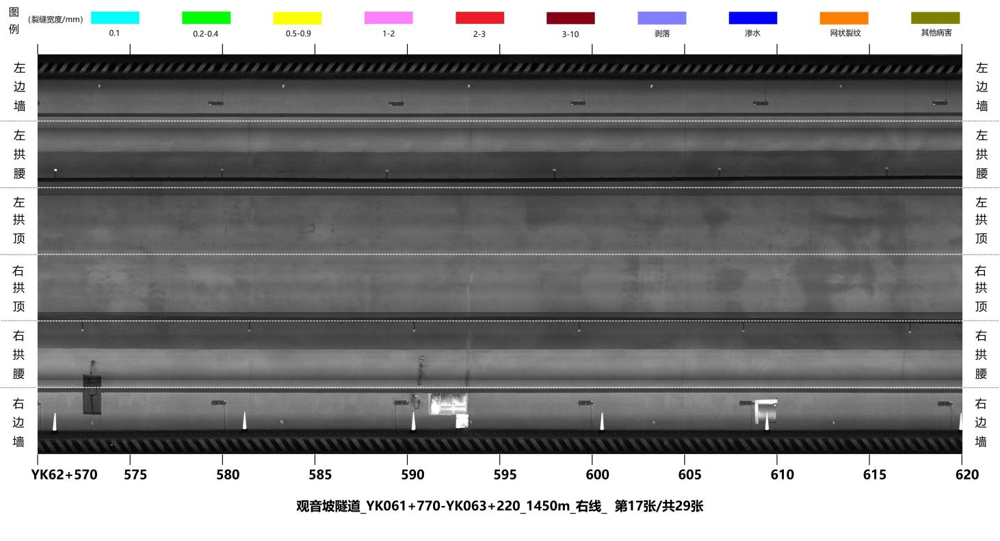 图例
(裂缝宽度/mm)
0.1 0.2-0.4 0.5-0.9 1-2 2-3 3-10 剥落 渗水 网状裂纹 其他病害
左边墙 左边墙
左拱腰 左拱腰
左拱顶 左拱顶
右拱顶 右拱顶
右拱腰 右拱腰
右边墙 右边墙
YK62+570 575 580 585 590 595 600 605 610 615 620
观音坡隧道_YK061+770-YK063+220_1450m_右线_ 第17张/共29张